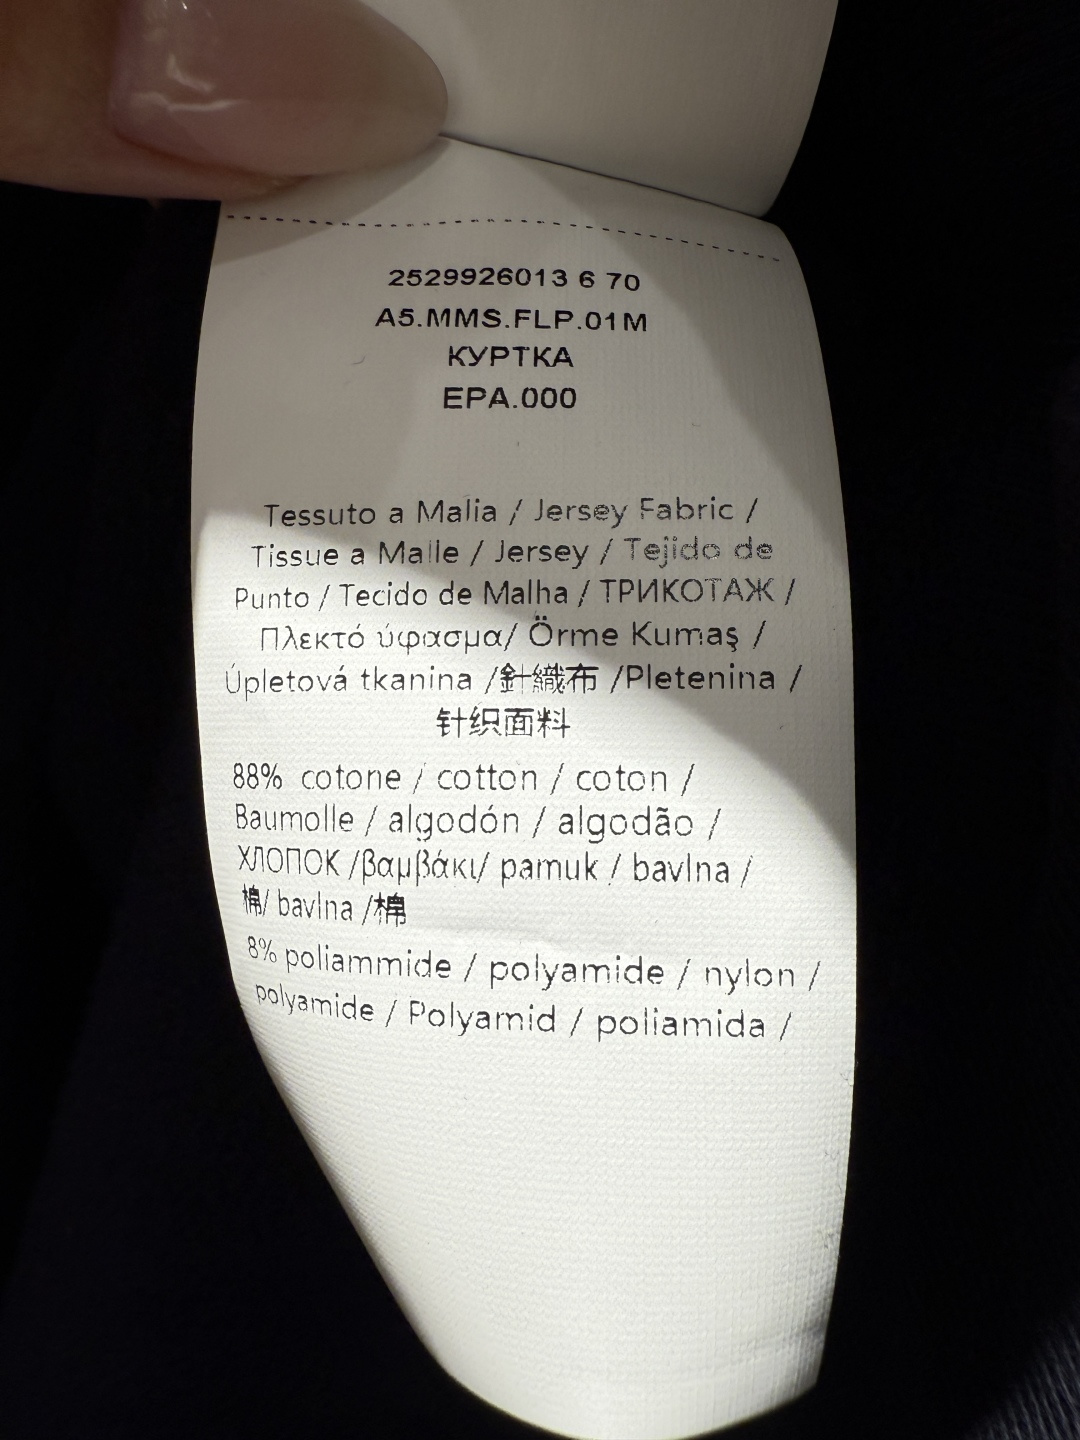 2529926013 6 70
A5.MMS.FLP.01M
КУРТКА
EPA.000
Tessuto a Malia / Jersey Fabric /
Tissue a Malle / Jersey / Tejido de
Punto / Tecido de Malha / ТРИКОТАЖ /
Πλεκτό ύφασμα/ Örme Kumaş /
Úpletová tkanina /針織布 /Pletenina /
针织面料
88% cotone / cotton / coton /
Baumolle / algodón / algodão /
ХЛОПОК /βαμβάκι/ pamuk / bavlna /
棉/ bavlna /棉
8% poliammide / polyamide / nylon /
polyamide / Polyamid / poliamida /